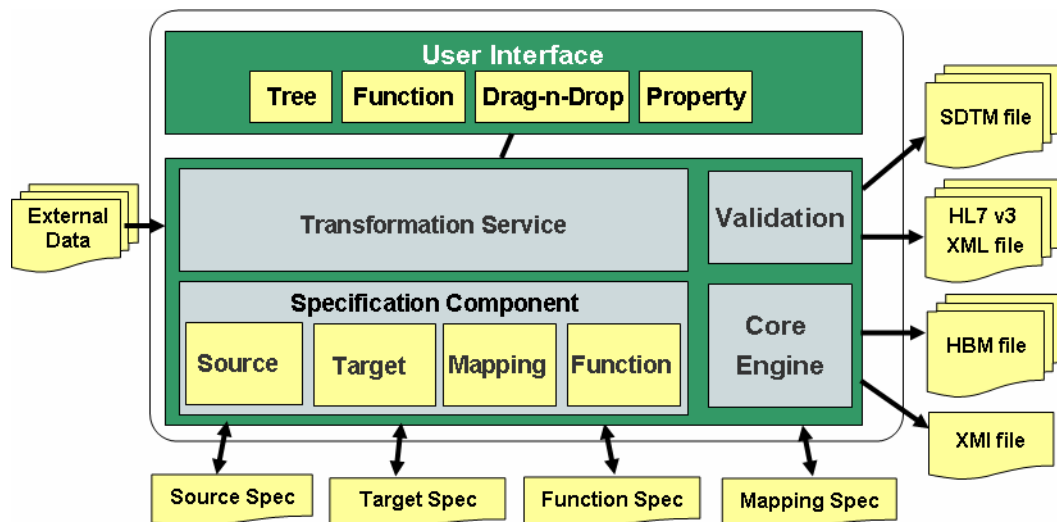 User Interface
Tree
Function
Drag-n-Drop
Property
External
Data
Transformation Service
Validation
Specification Component
Source
Target
Mapping
Function
Core
Engine
SDTM file
HL7 v3
XML file
HBM file
XMI file
Source Spec
Target Spec
Function Spec
Mapping Spec